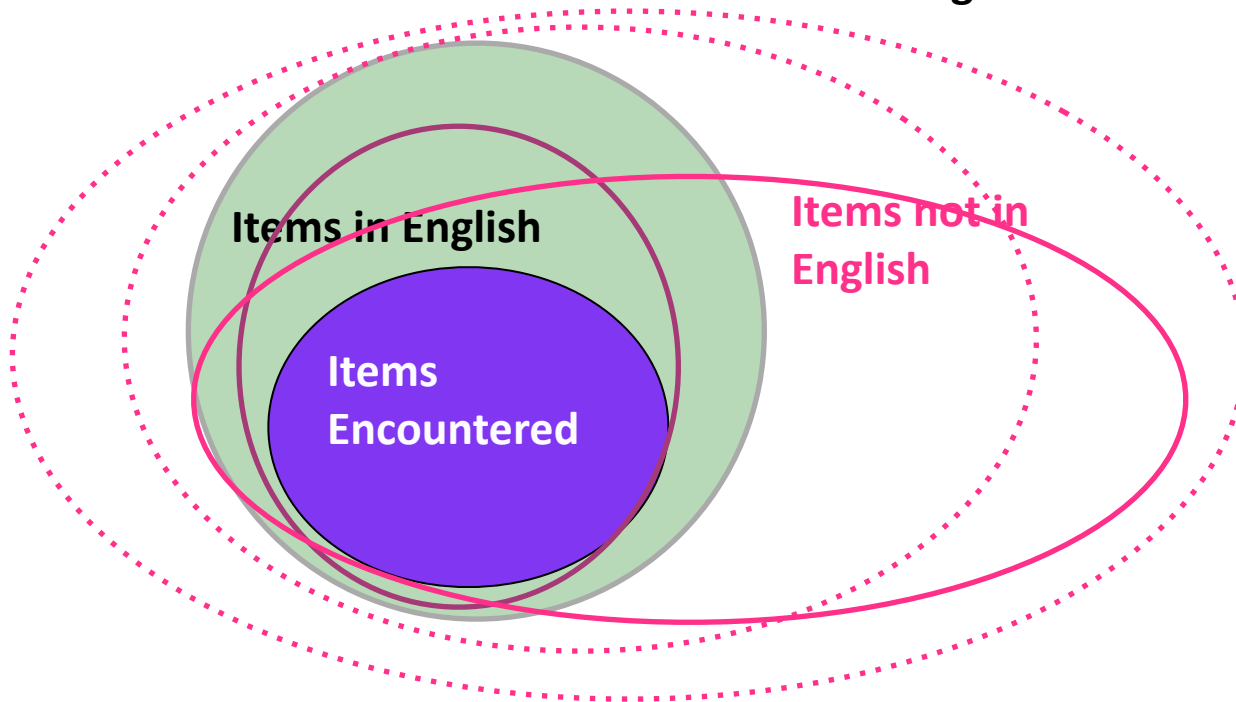 g
Items in English
Items not in
English
Items
Encountered